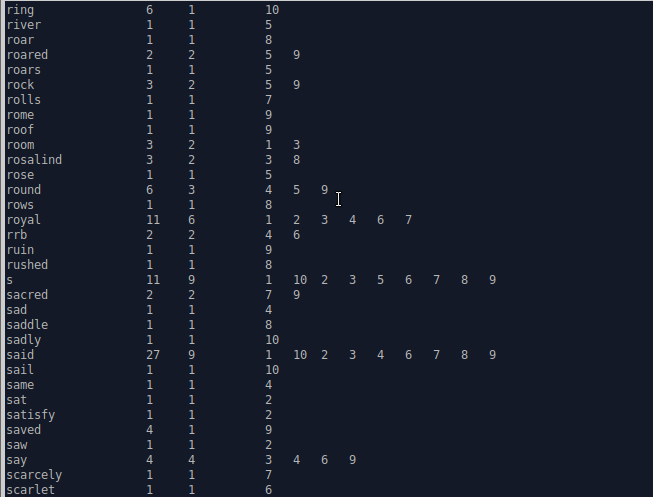 ring 6 1 10
river 1 1 5
roar 1 1 8
roared 2 2 5 9
roars 1 1 5
rock 3 2 5 9
rolls 1 1 7
rome 1 1 9
roof 1 1 9
room 3 2 1 3
rosalind 3 2 3 8
rose 1 1 5
round 6 3 4 5 9
rows 1 1 8
royal 11 6 1 2 3 4 6 7
rrb 2 2 4 6
ruin 1 1 9
rushed 1 1 8
s 11 9 1 10 2 3 5 6 7 8 9
sacred 2 2 7 9
sad 1 1 4
saddle 1 1 8
sadly 1 1 10
said 27 9 1 10 2 3 4 6 7 8 9
sail 1 1 10
same 1 1 4
sat 1 1 2
satisfy 1 1 2
saved 4 1 9
saw 1 1 2
say 4 4 3 4 6 9
scarcely 1 1 7
scarlet 1 1 6